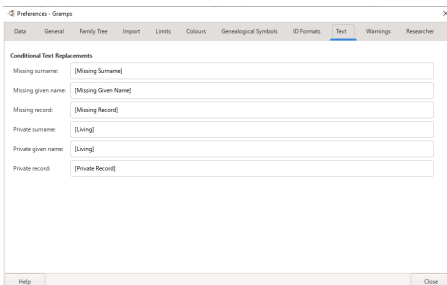 Preferences - Gramps
Data General Family Tree Import Limits Colours Genealogical Symbols ID Formats Text Warnings Researcher
Conditional Text Replacements
Missing surname: [Missing Surname]
Missing given name: [Missing Given Name]
Missing record: [Missing Record]
Private surname: [Living]
Private given name: [Living]
Private record: [Private Record]
Help Close